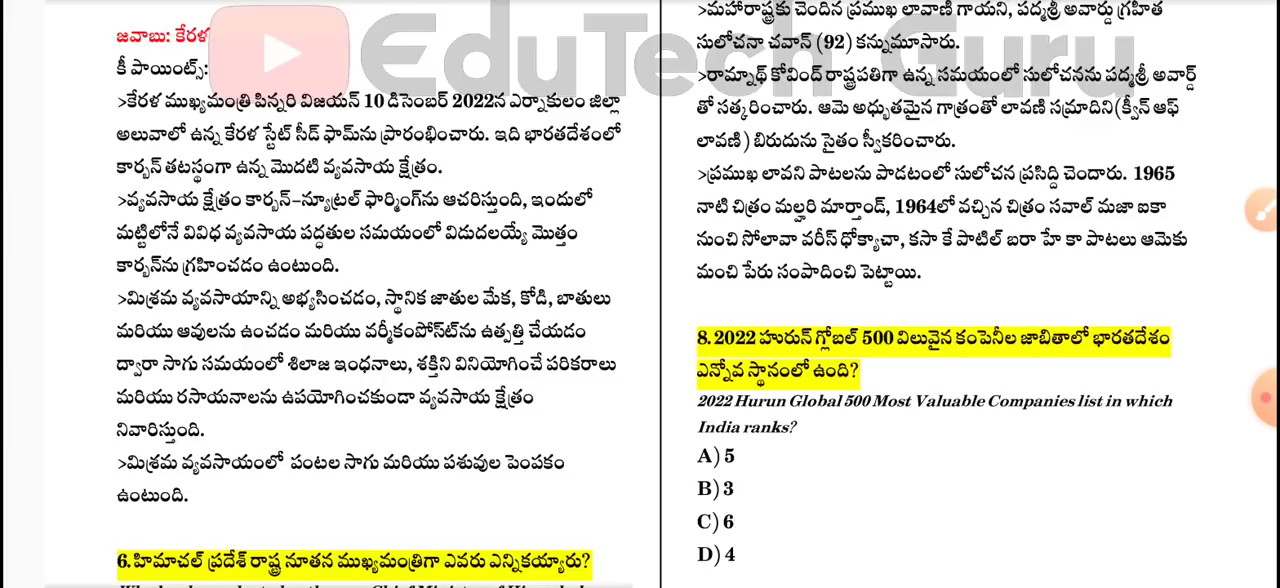 EduTech Guru
జవాబు: కేరళ
కీ పాయింట్స్:
>కేరళ ముఖ్యమంత్రి పిన్నరి విజయన్ 10 డిసెంబర్ 2022న ఎర్నాకులం జిల్లా
అలువాలో ఉన్న కేరళ స్టేట్ సీడ్ ఫామ్‌ను ప్రారంభించారు. ఇది భారతదేశంలో
కార్బన్ తటస్థంగా ఉన్న మొదటి వ్యవసాయ క్షేత్రం.
>వ్యవసాయ క్షేత్రం కార్బన్-న్యూట్రల్ ఫార్మింగ్‌ను ఆచరిస్తుంది, ఇందులో
మట్టిలోనే వివిధ వ్యవసాయ పద్ధతుల సమయంలో విడుదలయ్యే మొత్తం
కార్బన్‌ను గ్రహించడం ఉంటుంది.
>మిశ్రమ వ్యవసాయాన్ని అభ్యసించడం, స్థానిక జాతుల మేక, కోడి, బాతులు
మరియు ఆవులను ఉంచడం మరియు వర్మీకంపోస్ట్‌ను ఉత్పత్తి చేయడం
ద్వారా సాగు సమయంలో శిలాజ ఇంధనాలు, శక్తిని వినియోగించే పరికరాలు
మరియు రసాయనాలను ఉపయోగించకుండా వ్యవసాయ క్షేత్రం
నివారిస్తుంది.
>మిశ్రమ వ్యవసాయంలో పంటల సాగు మరియు పశువుల పెంపకం
ఉంటుంది.
6.హిమాచల్ ప్రదేశ్ రాష్ట్ర నూతన ముఖ్యమంత్రిగా ఎవరు ఎన్నికయ్యారు?
>మహారాష్ట్రకు చెందిన ప్రముఖ లావాణి గాయని, పద్మశ్రీ అవార్డు గ్రహిత
సులోచనా చవాన్ (92) కన్నుమూసారు.
>రామ్నాథ్ కోవింద్ రాష్ట్రపతిగా ఉన్న సమయంలో సులోచనను పద్మశ్రీ అవార్డ్
తో సత్కరించారు. ఆమె అధ్భుతమైన గాత్రంతో లావణి సమ్రాదిని(క్వీన్ ఆఫ్
లావణి) బిరుదును సైతం స్వీకరించారు.
>ప్రముఖ లావని పాటలను పాడటంలో సులోచన ప్రసిద్ది చెందారు. 1965
నాటి చిత్రం మల్హరి మార్తాండ్, 1964లో వచ్చిన చిత్రం సవాల్ మజా ఐకా
నుంచి సోలావా వరీస్ ధోక్యాచా, కసా కే పాటిల్ బరా హే కా పాటలు ఆమెకు
మంచి పేరు సంపాదించి పెట్టాయి.
8. 2022 హురున్ గ్లోబల్ 500 విలువైన కంపెనీల జాబితాలో భారతదేశం
ఎన్నోవ స్థానంలో ఉంది?
2022 Hurun Global 500 Most Valuable Companies list in which
India ranks?
A) 5
B) 3
C) 6
D) 4